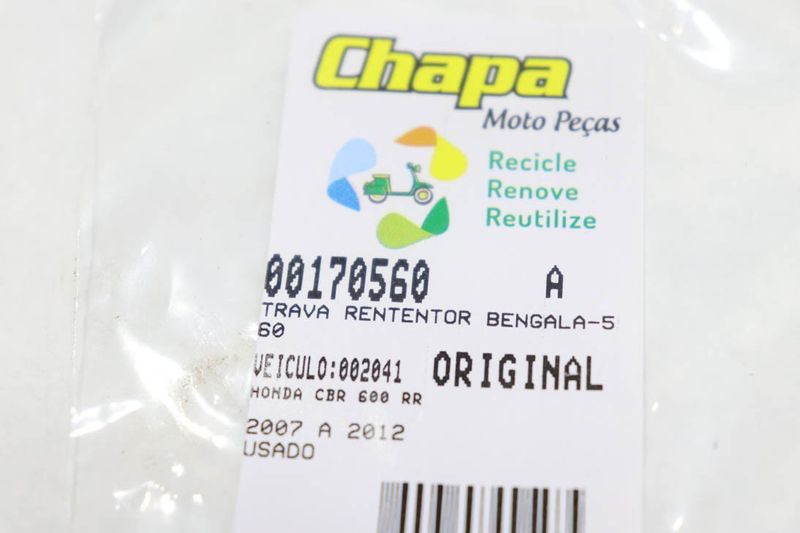 Chapa
Moto Peças
Recicle
Renove
Reutilize
00170560 A
TRAVA RENTENTOR BENGALA-5
60
VEICULO:002041 ORIGINAL
HONDA CBR 600 RR
2007 A 2012
USADO